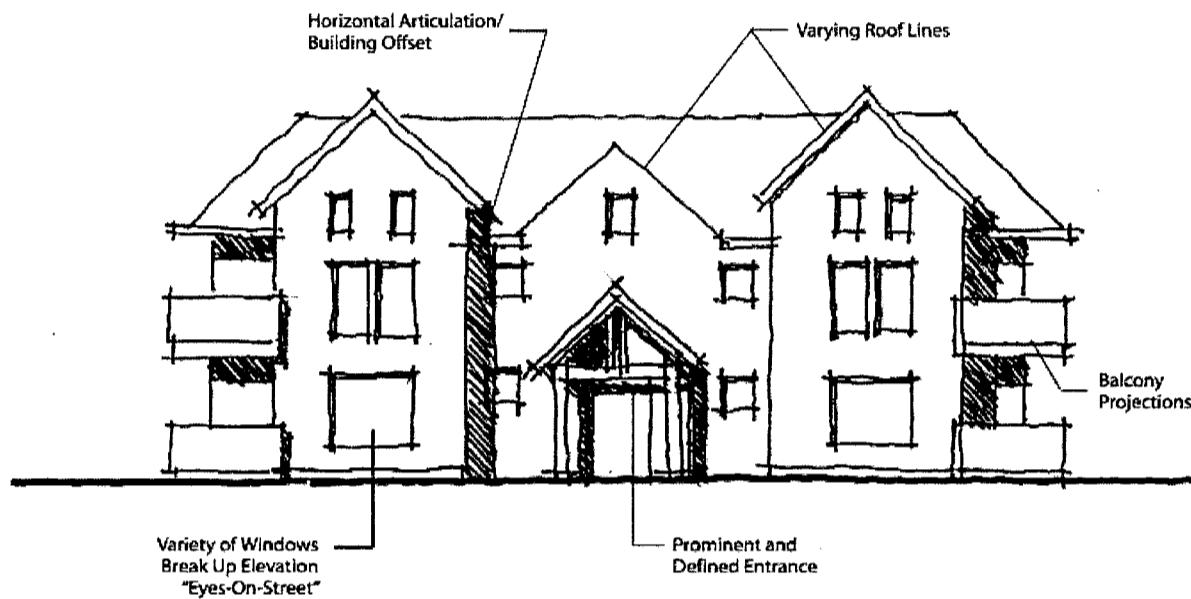 Horizontal Articulation/
Building Offset
Varying Roof Lines
Balcony
Projections
Variety of Windows
Break Up Elevation
"Eyes-On-Street"
Prominent and
Defined Entrance